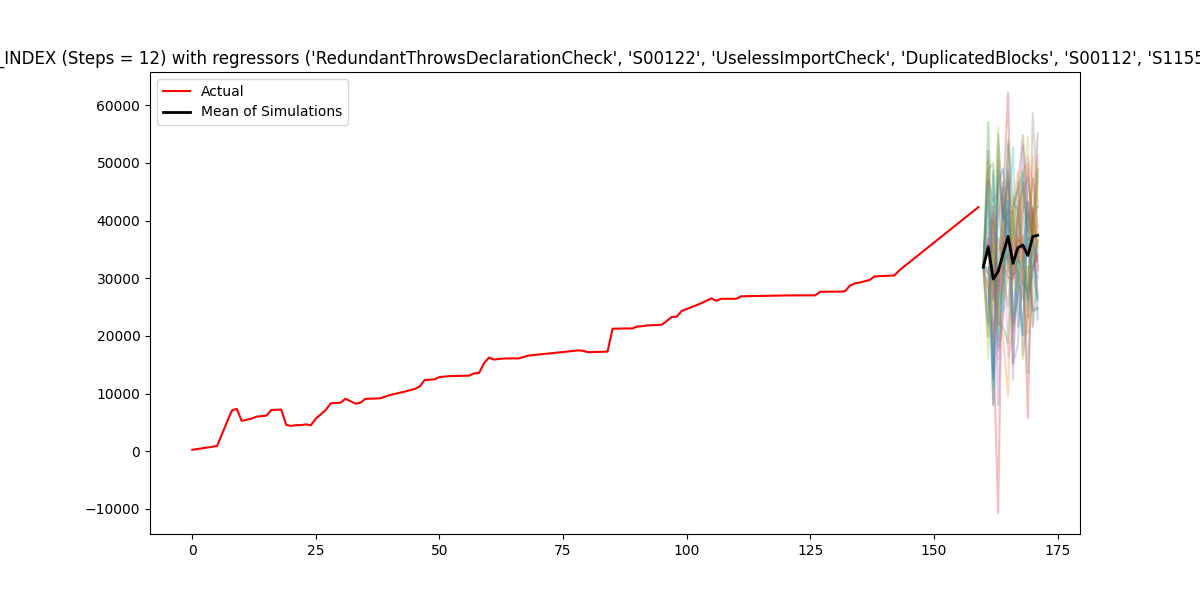 _INDEX (Steps = 12) with regressors ('RedundantThrowsDeclarationCheck', 'S00122', 'UselessImportCheck', 'DuplicatedBlocks', 'S00112', 'S1155
Actual
Mean of Simulations
60000
50000
40000
30000
20000
10000
0
−10000
0 25 50 75 100 125 150 175